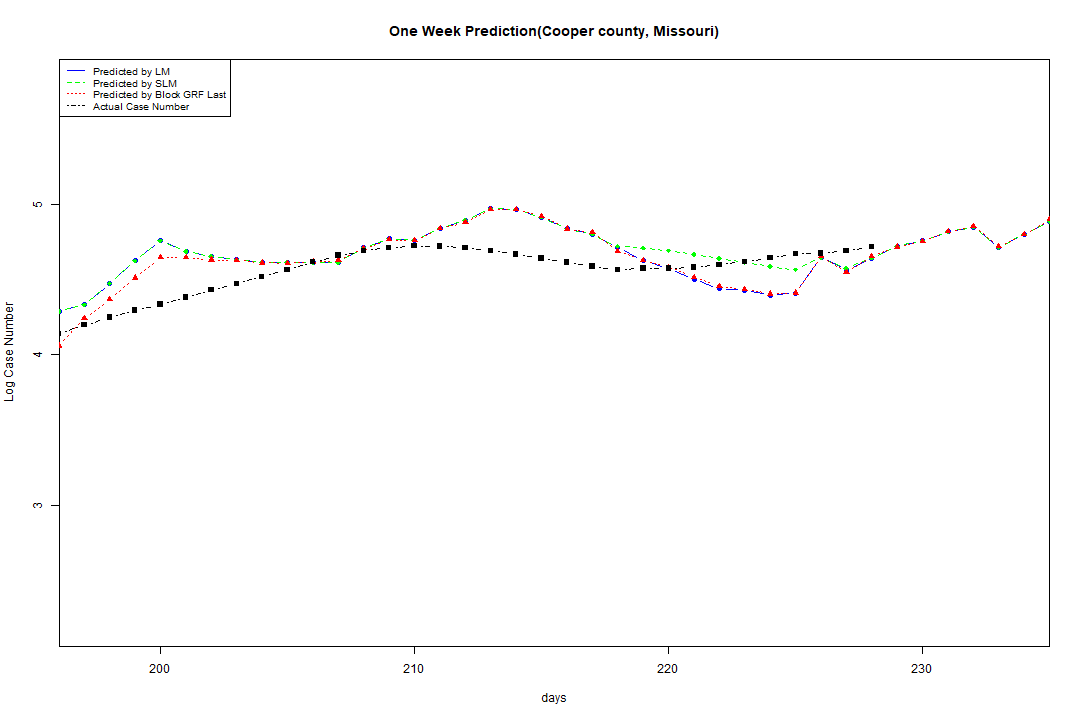 One Week Prediction(Cooper county, Missouri)
Predicted by LM
Predicted by SLM
Predicted by Block GRF Last
Actual Case Number
5
4
3
Log Case Number
200 210 220 230
days